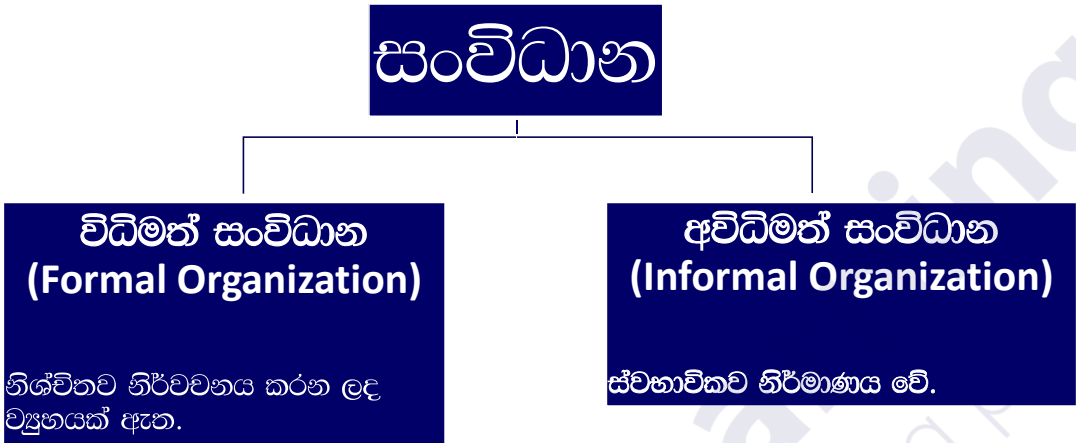 සංවිධාන
විධිමත් සංවිධාන
(Formal Organization)
නිශ්චිතව නිර්වචනය කරන ලද
ව්‍යුහයක් ඇත.
අවිධිමත් සංවිධාන
(Informal Organization)
ස්වභාවිකව නිර්මාණය වේ.